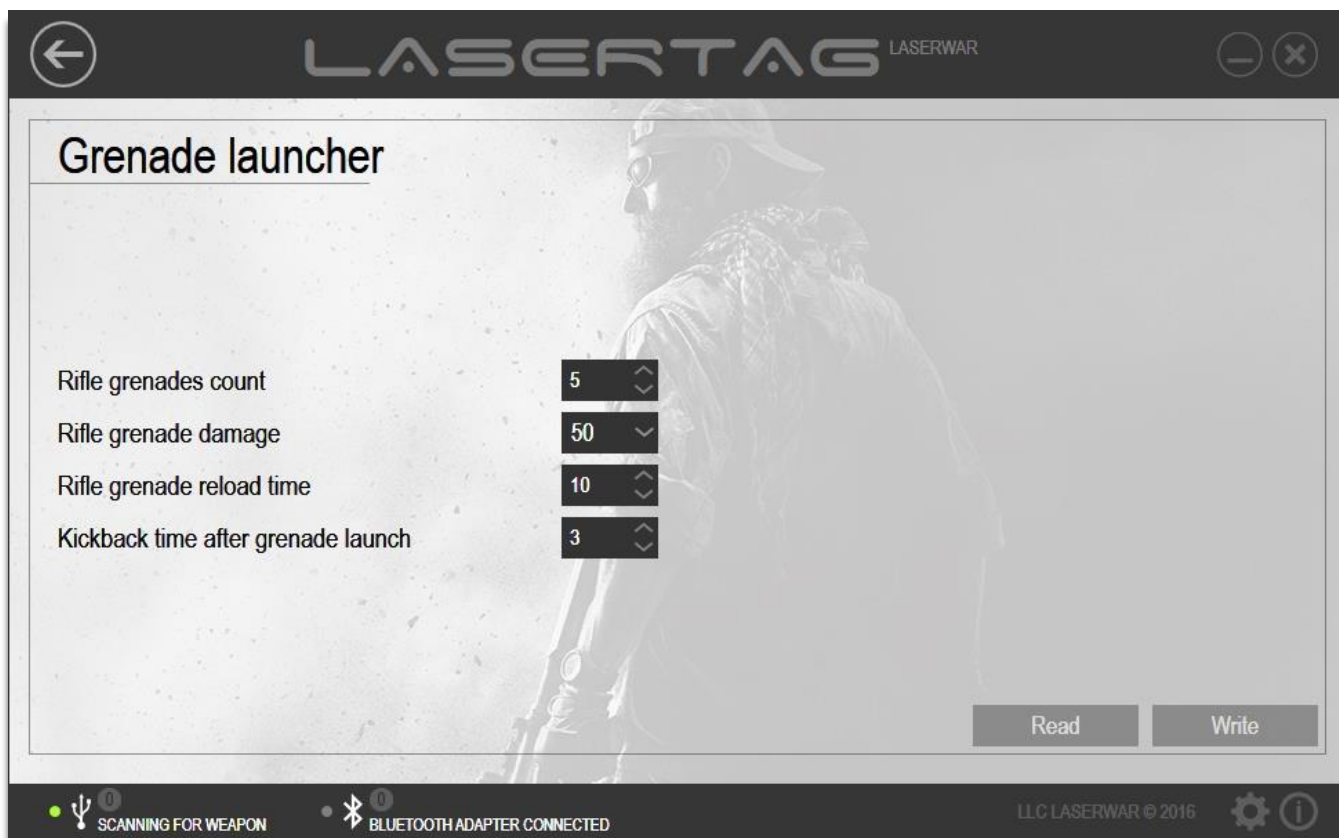 LASERTAG LASERWAR
Grenade launcher
Rifle grenades count 5
Rifle grenade damage 50
Rifle grenade reload time 10
Kickback time after grenade launch 3
Read Write
0 0
SCANNING FOR WEAPON BLUETOOTH ADAPTER CONNECTED LLC LASERWAR © 2016